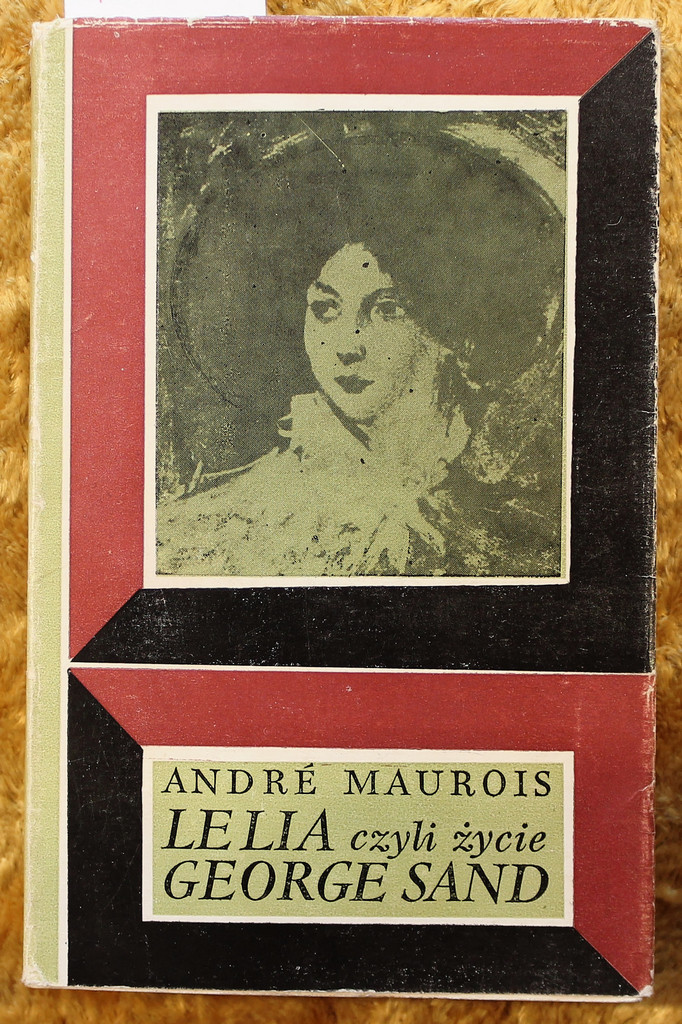 ANDRÉ MAUROIS
LELIA czyli życie
GEORGE SAND